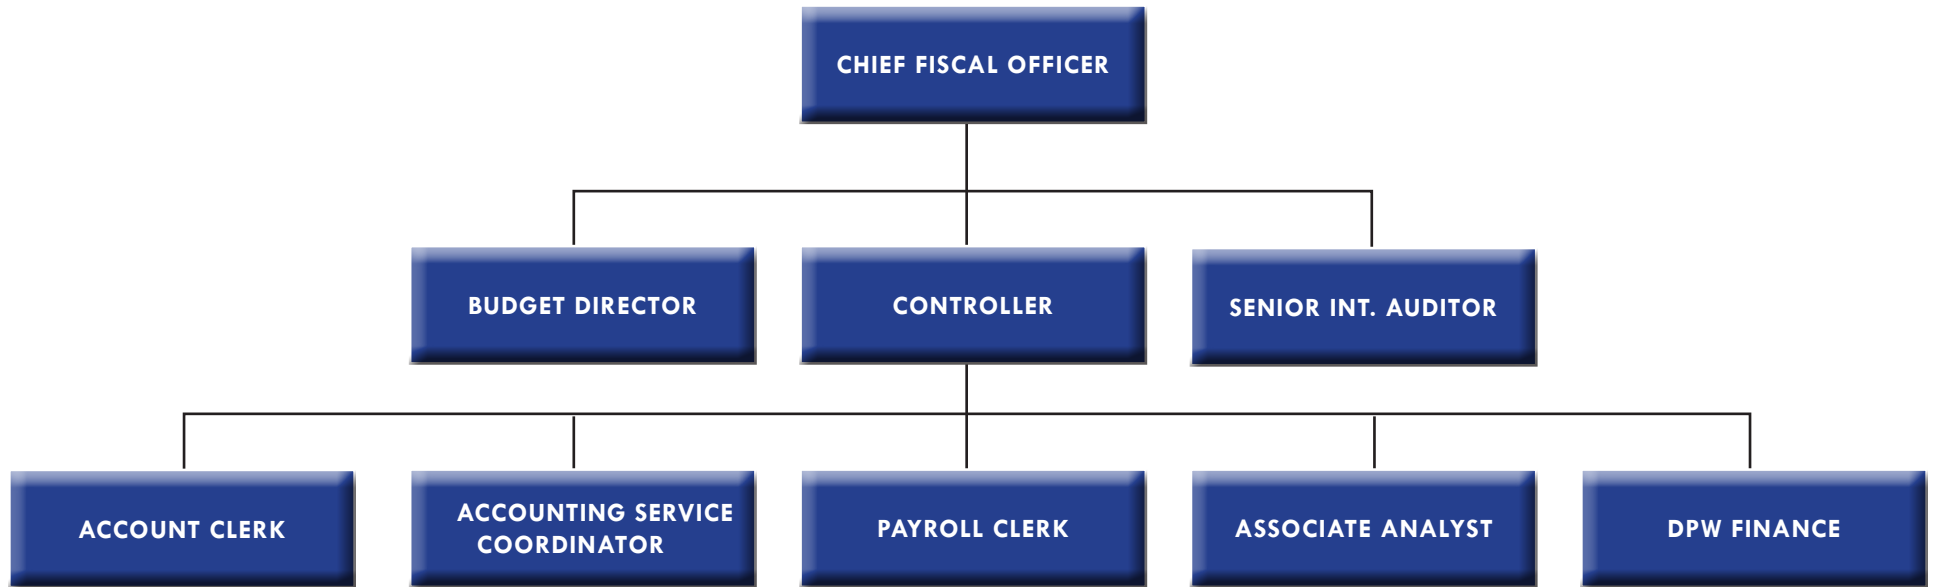 CHIEF FISCAL OFFICER
BUDGET DIRECTOR
CONTROLLER
SENIOR INT. AUDITOR
ACCOUNT CLERK
ACCOUNTING SERVICE
COORDINATOR
PAYROLL CLERK
ASSOCIATE ANALYST
DPW FINANCE